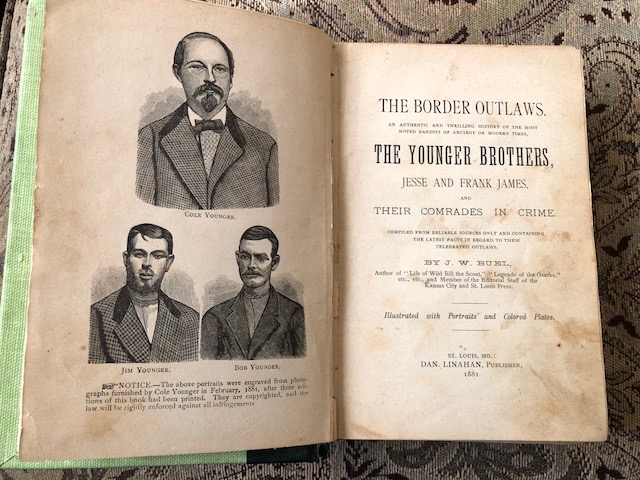 COLE YOUNGER.
JIM YOUNGER.
BOB YOUNGER.
☞NOTICE.—The above portraits were engraved from photo-
graphs furnished by Cole Younger in February, 1881, after three edi-
tions of this book had been printed. They are copyrighted, and the
law will be rigidly enforced against all infringements
THE BORDER OUTLAWS.
AN AUTHENTIC AND THRILLING HISTORY OF THE MOST
NOTED BANDITS OF ANCIENT OR MODERN TIMES,
THE YOUNGER BROTHERS,
JESSE AND FRANK JAMES,
AND
THEIR COMRADES IN CRIME.
COMPILED FROM RELIABLE SOURCES ONLY AND CONTAINING
THE LATEST FACTS IN REGARD TO THESE
CELEBRATED OUTLAWS.
BY J. W. BUEL,
Author of "Life of Wild Bill the Scout," "Legends of the Ozarks,"
etc., etc., and Member of the Editorial Staff of the
Kansas City and St. Louis Press.
Illustrated with Portraits and Colored Plates.
ST. LOUIS, MO.:
DAN. LINAHAN, PUBLISHER,
1881.